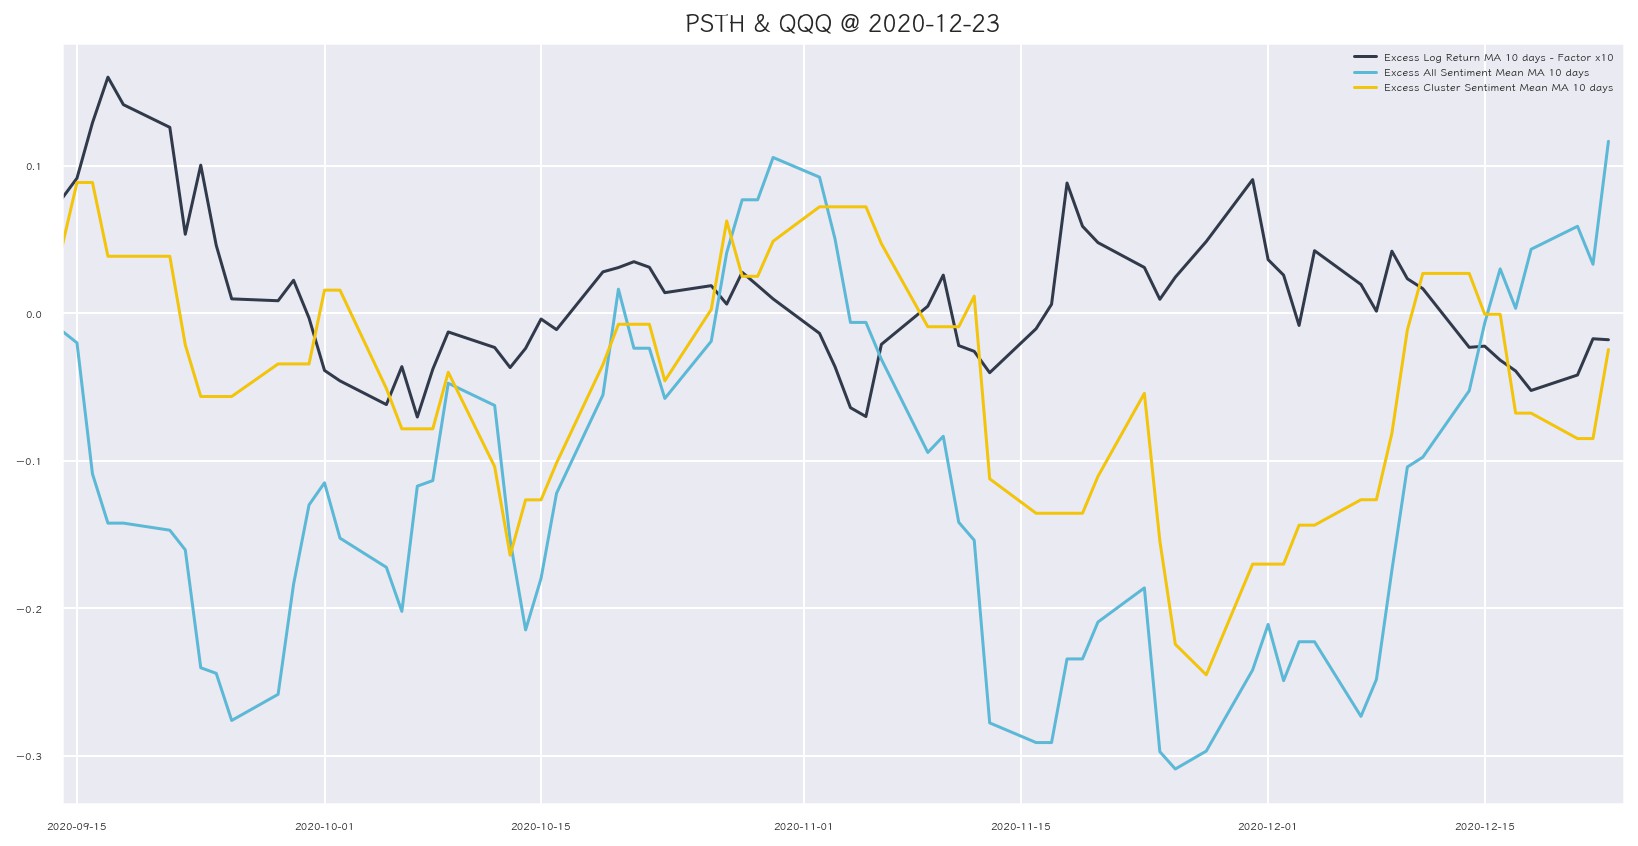 PSTH & QQQ @ 2020-12-23
Excess Log Return MA 10 days - Factor x10
Excess All Sentiment Mean MA 10 days
Excess Cluster Sentiment Mean MA 10 days
0.1
0.0
−0.1
−0.2
−0.3
2020-09-15 2020-10-01 2020-10-15 2020-11-01 2020-11-15 2020-12-01 2020-12-15